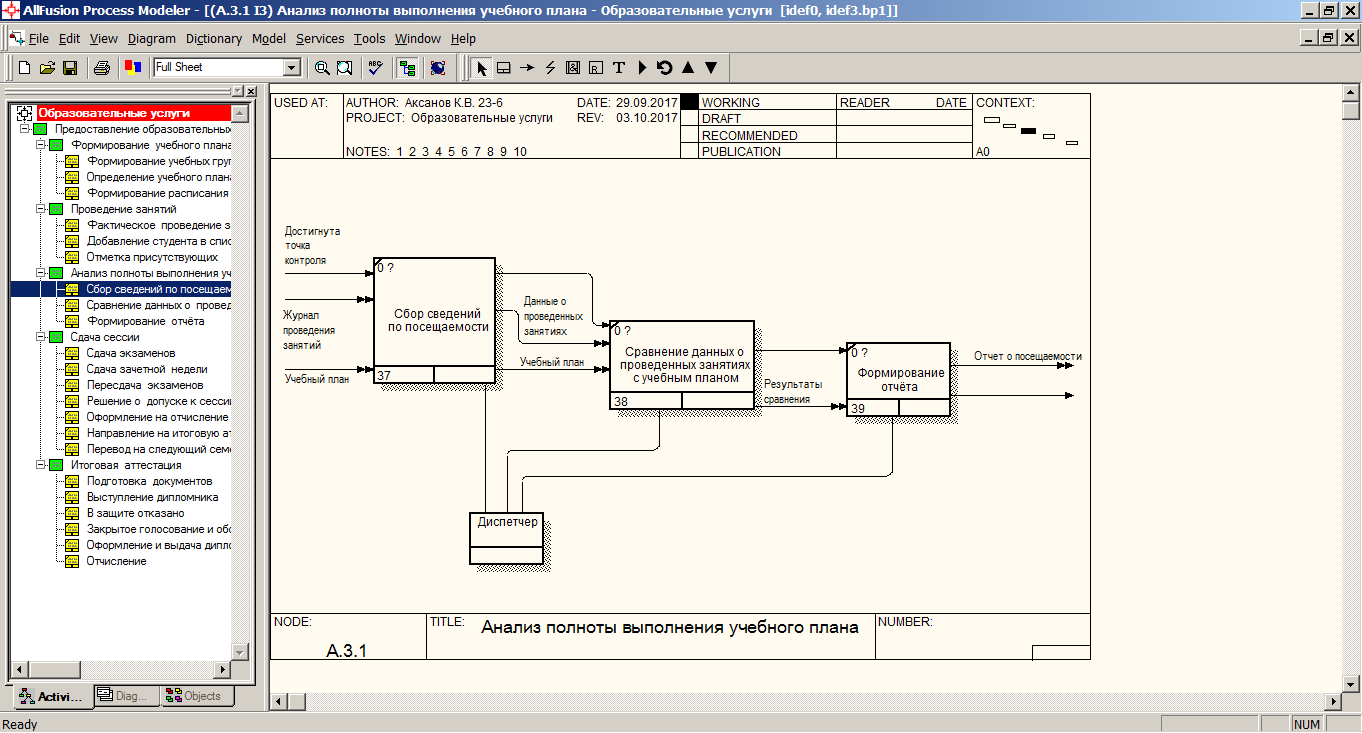 AllFusion Process Modeler - [(A.3.1 I3) Анализ полноты выполнения учебного плана - Образовательные услуги [idef0, idef3.bp1]]
File Edit View Diagram Dictionary Model Services Tools Window Help
Full Sheet
ABC
R
T
Образовательные услуги
Предоставление образовательных
Формирование учебного плана
Формирование учебных груп
Определение учебного плана
Формирование расписания
Проведение занятий
Фактическое проведение з
Добавление студента в спис
Отметка присутствующих
Анализ полноты выполнения уч
Сбор сведений по посещаем
Сравнение данных о провед
Формирование отчёта
Сдача сессии
Сдача экзаменов
Сдача зачетной недели
Пересдача экзаменов
Решение о допуске к сессии
Оформление на отчисление
Направление на итоговую ат
Перевод на следующий семе
Итоговая аттестация
Подготовка документов
Выступление дипломника
В защите отказано
Закрытое голосование и обс
Оформление и выдача дипло
Отчисление
Activi...
Diag...
Objects
USED AT:
AUTHOR: Аксанов К.В. 23-6
DATE: 29.09.2017
PROJECT: Образовательные услуги
REV: 03.10.2017
NOTES: 1 2 3 4 5 6 7 8 9 10
WORKING
DRAFT
RECOMMENDED
PUBLICATION
READER
DATE
CONTEXT:
A0
Достигнута
точка
контроля
Журнал
проведения
занятий
Учебный план
0 ?
Сбор сведений
по посещаемости
37
Данные о
проведенных
занятиях
Учебный план
0 ?
Сравнение данных о
проведенных занятиях
с учебным планом
38
Результаты
сравнения
0 ?
Формирование
отчёта
39
Отчет о посещаемости
Диспетчер
NODE:
A.3.1
TITLE:
Анализ полноты выполнения учебного плана
NUMBER:
Ready
NUM